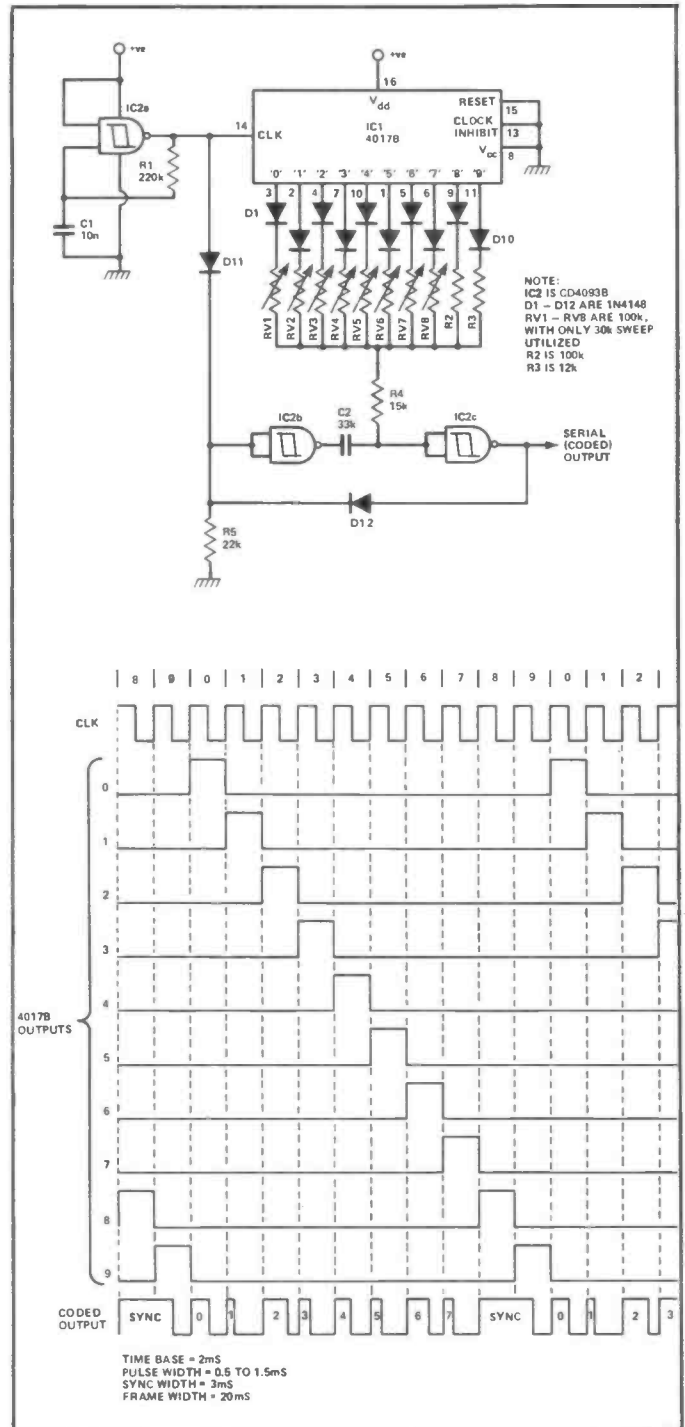 +ve
+ve
16
V dd
IC2a
IC1
4017B
14
CLK
RESET
15
CLOCK
INHIBIT
13
V cc
8
R1
220k
C1
10n
'0' '1' '2' '3' '4' '5' '6' '7' '8' '9'
3 2 4 7 10 1 5 6 9 11
D1
D10
D11
RV1 RV2 RV3 RV4 RV5 RV6 RV7 RV8 R2 R3
NOTE:
IC2 IS CD4093B
D1 – D12 ARE 1N4148
RV1 – RV8 ARE 100k,
WITH ONLY 30k SWEEP
UTILIZED
R2 IS 100k
R3 IS 12k
R4
15k
IC2b
C2
33k
IC2c
SERIAL
(CODED)
OUTPUT
D12
R5
22k
8 9 0 1 2 3 4 5 6 7 8 9 0 1 2
CLK
0
1
2
3
4017B
OUTPUTS
4
5
6
7
8
9
CODED
OUTPUT
SYNC 0 1 2 3 4 5 6 7 SYNC 0 1 2 3
TIME BASE = 2mS
PULSE WIDTH = 0.5 TO 1.5mS
SYNC WIDTH = 3mS
FRAME WIDTH = 20mS